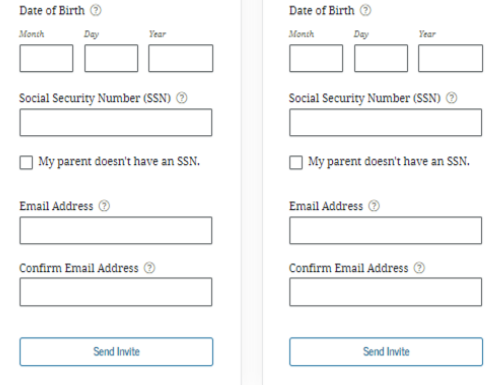 Date of Birth ?
Month Day Year
Social Security Number (SSN) ?
My parent doesn't have an SSN.
Email Address ?
Confirm Email Address ?
Send Invite
Date of Birth ?
Month Day Year
Social Security Number (SSN) ?
My parent doesn't have an SSN.
Email Address ?
Confirm Email Address ?
Send Invite